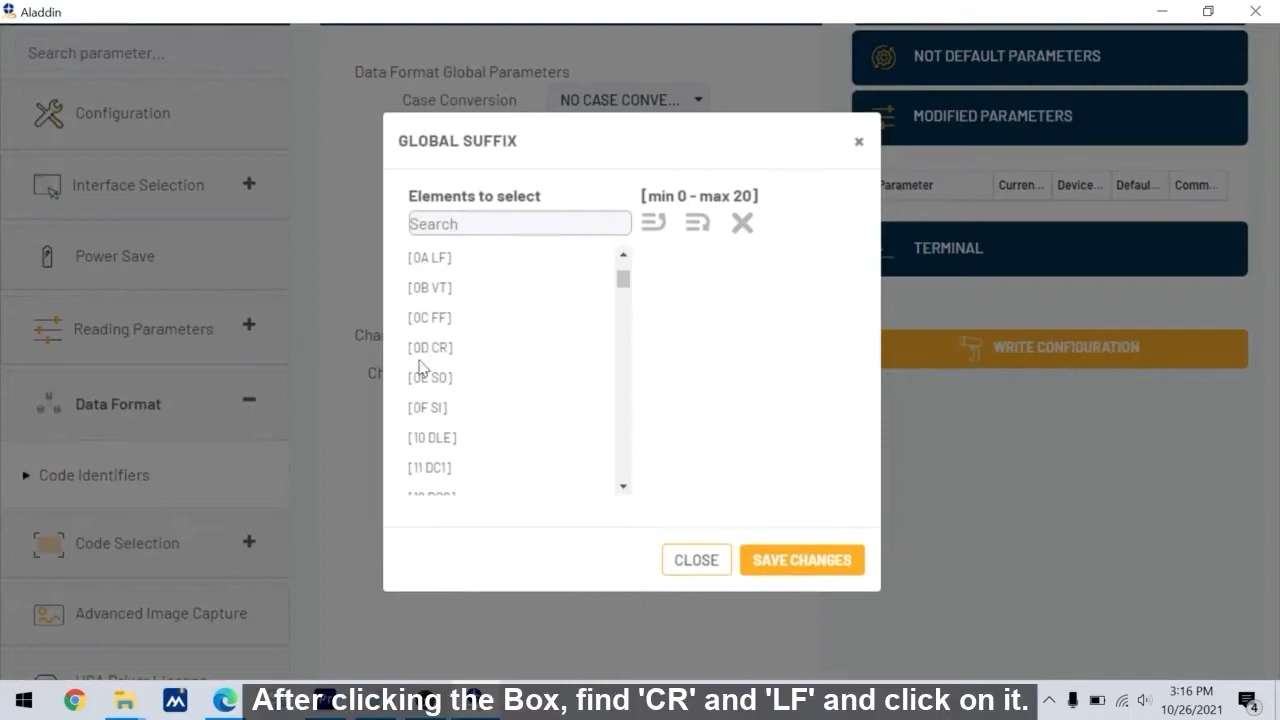 Aladdin
Search parameter...
Configuration
Interface Selection
Power Save
Reading Parameters
Data Format
Code Identifiers
Code Selection
Advanced Image Capture
Data Format Global Parameters
Case Conversion NO CASE CONVE...
GLOBAL SUFFIX
Elements to select
[min 0 - max 20]
Search
[0A LF]
[0B VT]
[0C FF]
[0D CR]
[0E SO]
[0F SI]
[10 DLE]
[11 DC1]
CLOSE
SAVE CHANGES
NOT DEFAULT PARAMETERS
MODIFIED PARAMETERS
Parameter Curren... Device... Defaul... Comm...
TERMINAL
WRITE CONFIGURATION
After clicking the Box, find 'CR' and 'LF' and click on it.
3:16 PM
10/26/2021
4